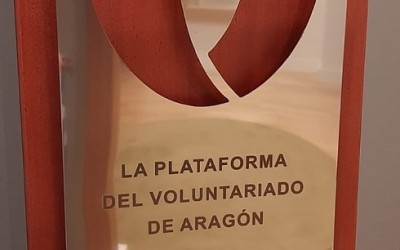 LA PLATAFORMA
DEL VOLUNTARIADO
DE ARAGÓN